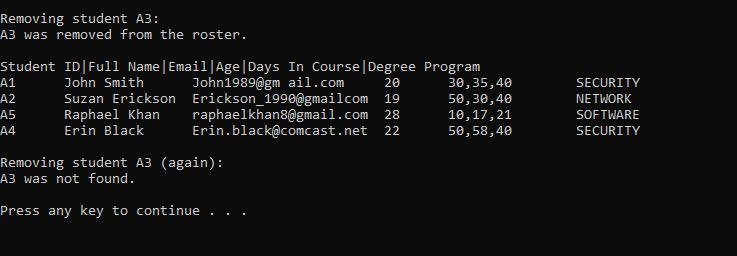 Removing student A3:
A3 was removed from the roster.
Student ID|Full Name|Email|Age|Days In Course|Degree Program
A1 John Smith John1989@gm ail.com 20 30,35,40 SECURITY
A2 Suzan Erickson Erickson_1990@gmailcom 19 50,30,40 NETWORK
A5 Raphael Khan raphaelkhan8@gmail.com 28 10,17,21 SOFTWARE
A4 Erin Black Erin.black@comcast.net 22 50,58,40 SECURITY
Removing student A3 (again):
A3 was not found.
Press any key to continue . . .